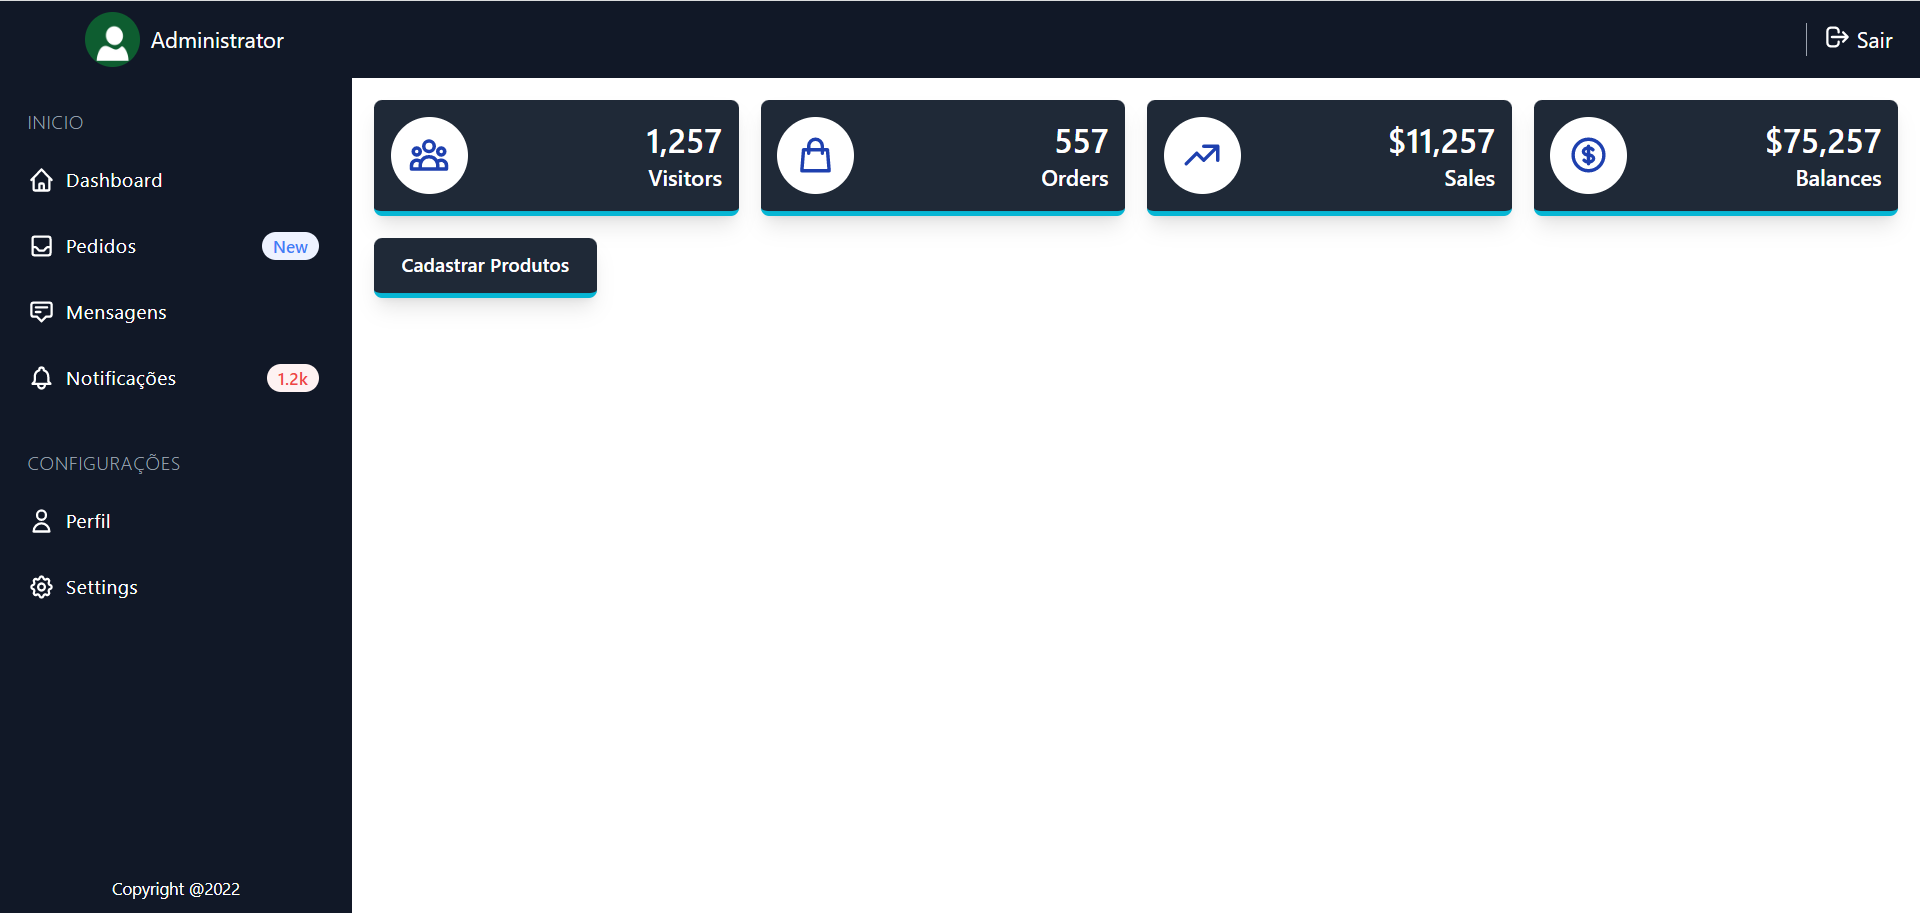 Administrator
Sair
INICIO
Dashboard
Pedidos
New
Mensagens
Notificações
1.2k
CONFIGURAÇÕES
Perfil
Settings
Copyright @2022
1,257
Visitors
557
Orders
$11,257
Sales
$75,257
Balances
Cadastrar Produtos